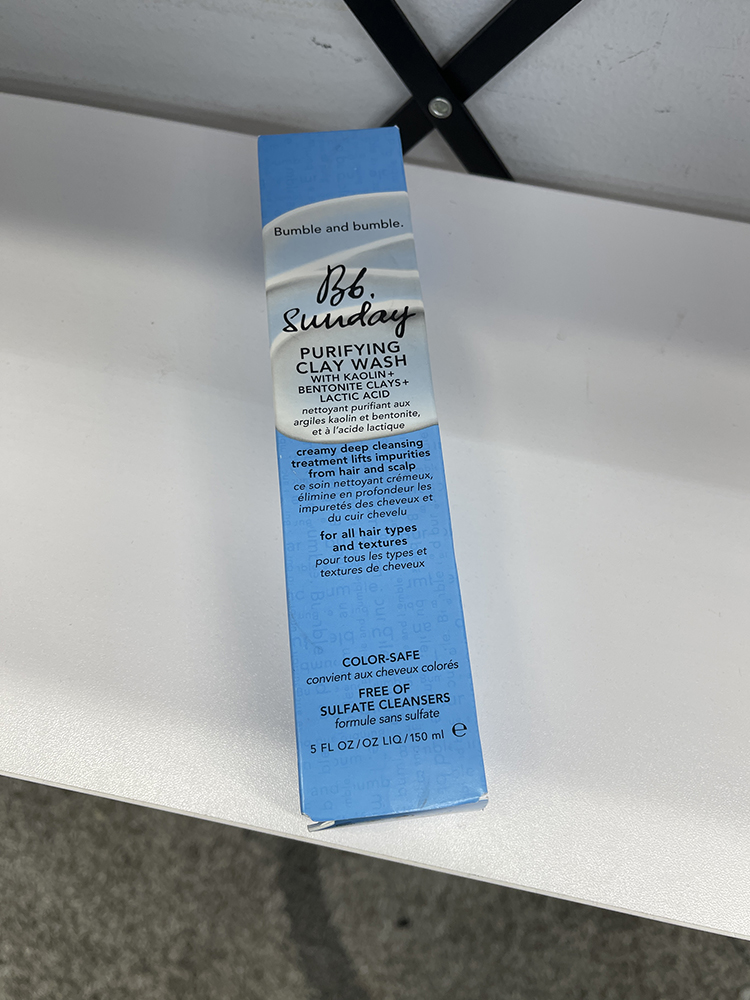 Bumble and bumble.
Bb.
Sunday
PURIFYING
CLAY WASH
WITH KAOLIN+
BENTONITE CLAYS+
LACTIC ACID
nettoyant purifiant aux
argiles kaolin et bentonite,
et à l'acide lactique
creamy deep cleansing
treatment lifts impurities
from hair and scalp
ce soin nettoyant crémeux,
élimine en profondeur les
impuretés des cheveux et
du cuir chevelu
for all hair types
and textures
pour tous les types et
textures de cheveux
COLOR-SAFE
convient aux cheveux colorés
FREE OF
SULFATE CLEANSERS
formule sans sulfate
5 FL OZ/OZ LIQ/150 ml ℮